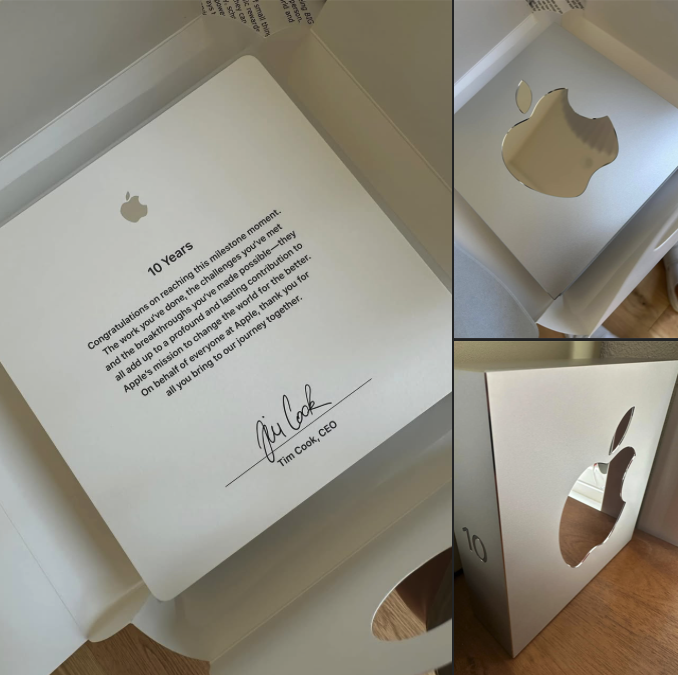 10 Years
Congratulations on reaching this milestone moment.
The work you've done, the challenges you've met
and the breakthroughs you've made possible—they
all add up to a profound and lasting contribution to
Apple's mission to change the world for the better.
On behalf of everyone at Apple, thank you for
all you bring to our journey together.
Tim Cook
Tim Cook, CEO
10